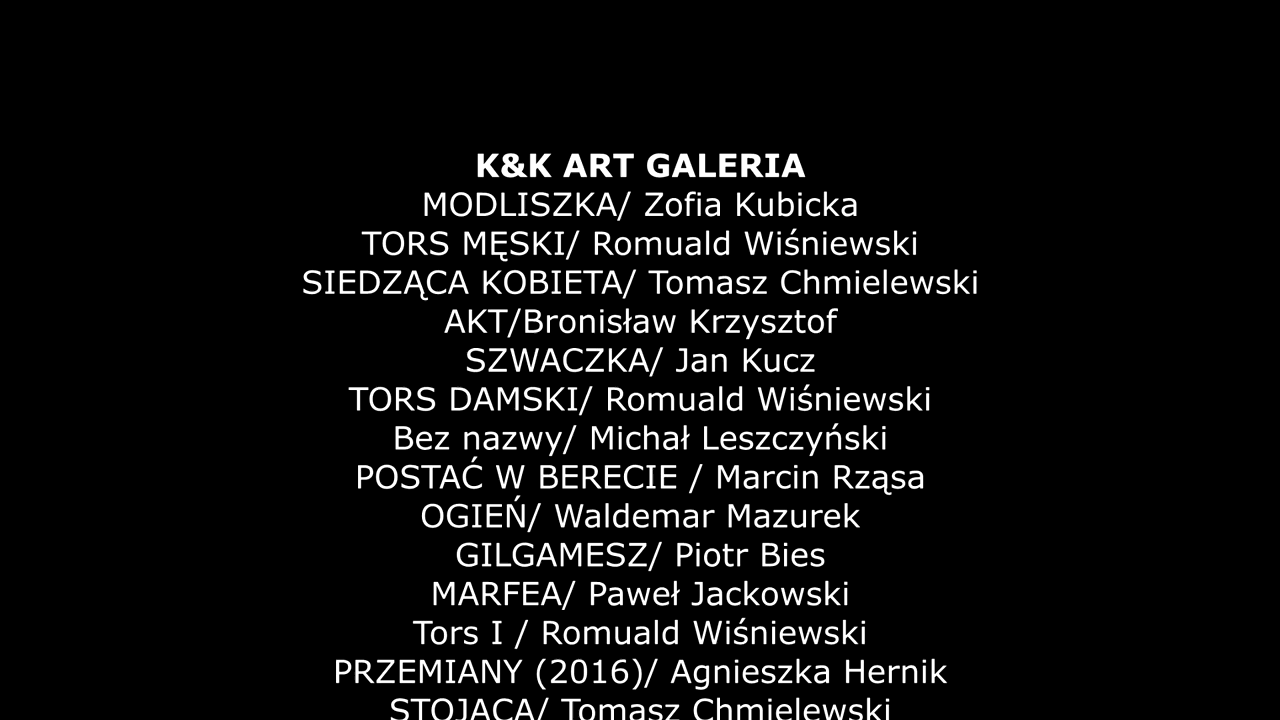 K&K ART GALERIA
MODLISZKA/ Zofia Kubicka
TORS MĘSKI/ Romuald Wiśniewski
SIEDZĄCA KOBIETA/ Tomasz Chmielewski
AKT/Bronisław Krzysztof
SZWACZKA/ Jan Kucz
TORS DAMSKI/ Romuald Wiśniewski
Bez nazwy/ Michał Leszczyński
POSTAĆ W BERECIE / Marcin Rząsa
OGIEŃ/ Waldemar Mazurek
GILGAMESZ/ Piotr Bies
MARFEA/ Paweł Jackowski
Tors I / Romuald Wiśniewski
PRZEMIANY (2016)/ Agnieszka Hernik
STOJĄCA/ Tomasz Chmielewski